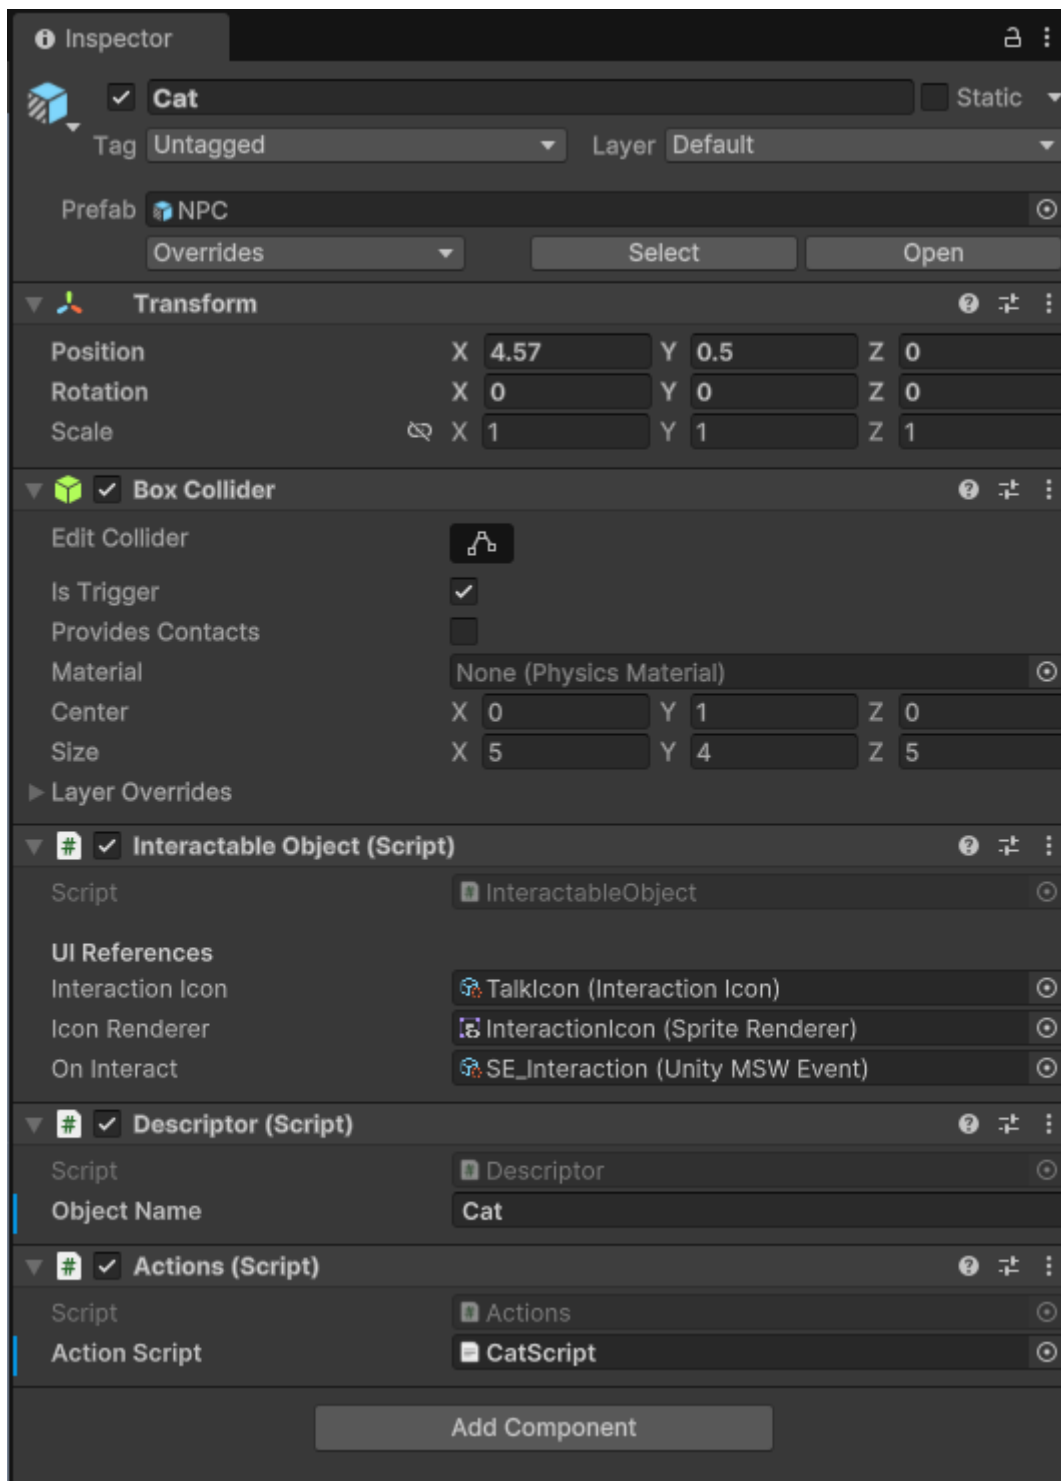 Inspector
Cat Static
Tag Untagged Layer Default
Prefab NPC
Overrides Select Open
Transform
Position X 4.57 Y 0.5 Z 0
Rotation X 0 Y 0 Z 0
Scale X 1 Y 1 Z 1
Box Collider
Edit Collider
Is Trigger
Provides Contacts
Material None (Physics Material)
Center X 0 Y 1 Z 0
Size X 5 Y 4 Z 5
Layer Overrides
# Interactable Object (Script)
Script # InteractableObject
UI References
Interaction Icon TalkIcon (Interaction Icon)
Icon Renderer InteractionIcon (Sprite Renderer)
On Interact SE_Interaction (Unity MSW Event)
# Descriptor (Script)
Script # Descriptor
Object Name Cat
# Actions (Script)
Script # Actions
Action Script CatScript
Add Component